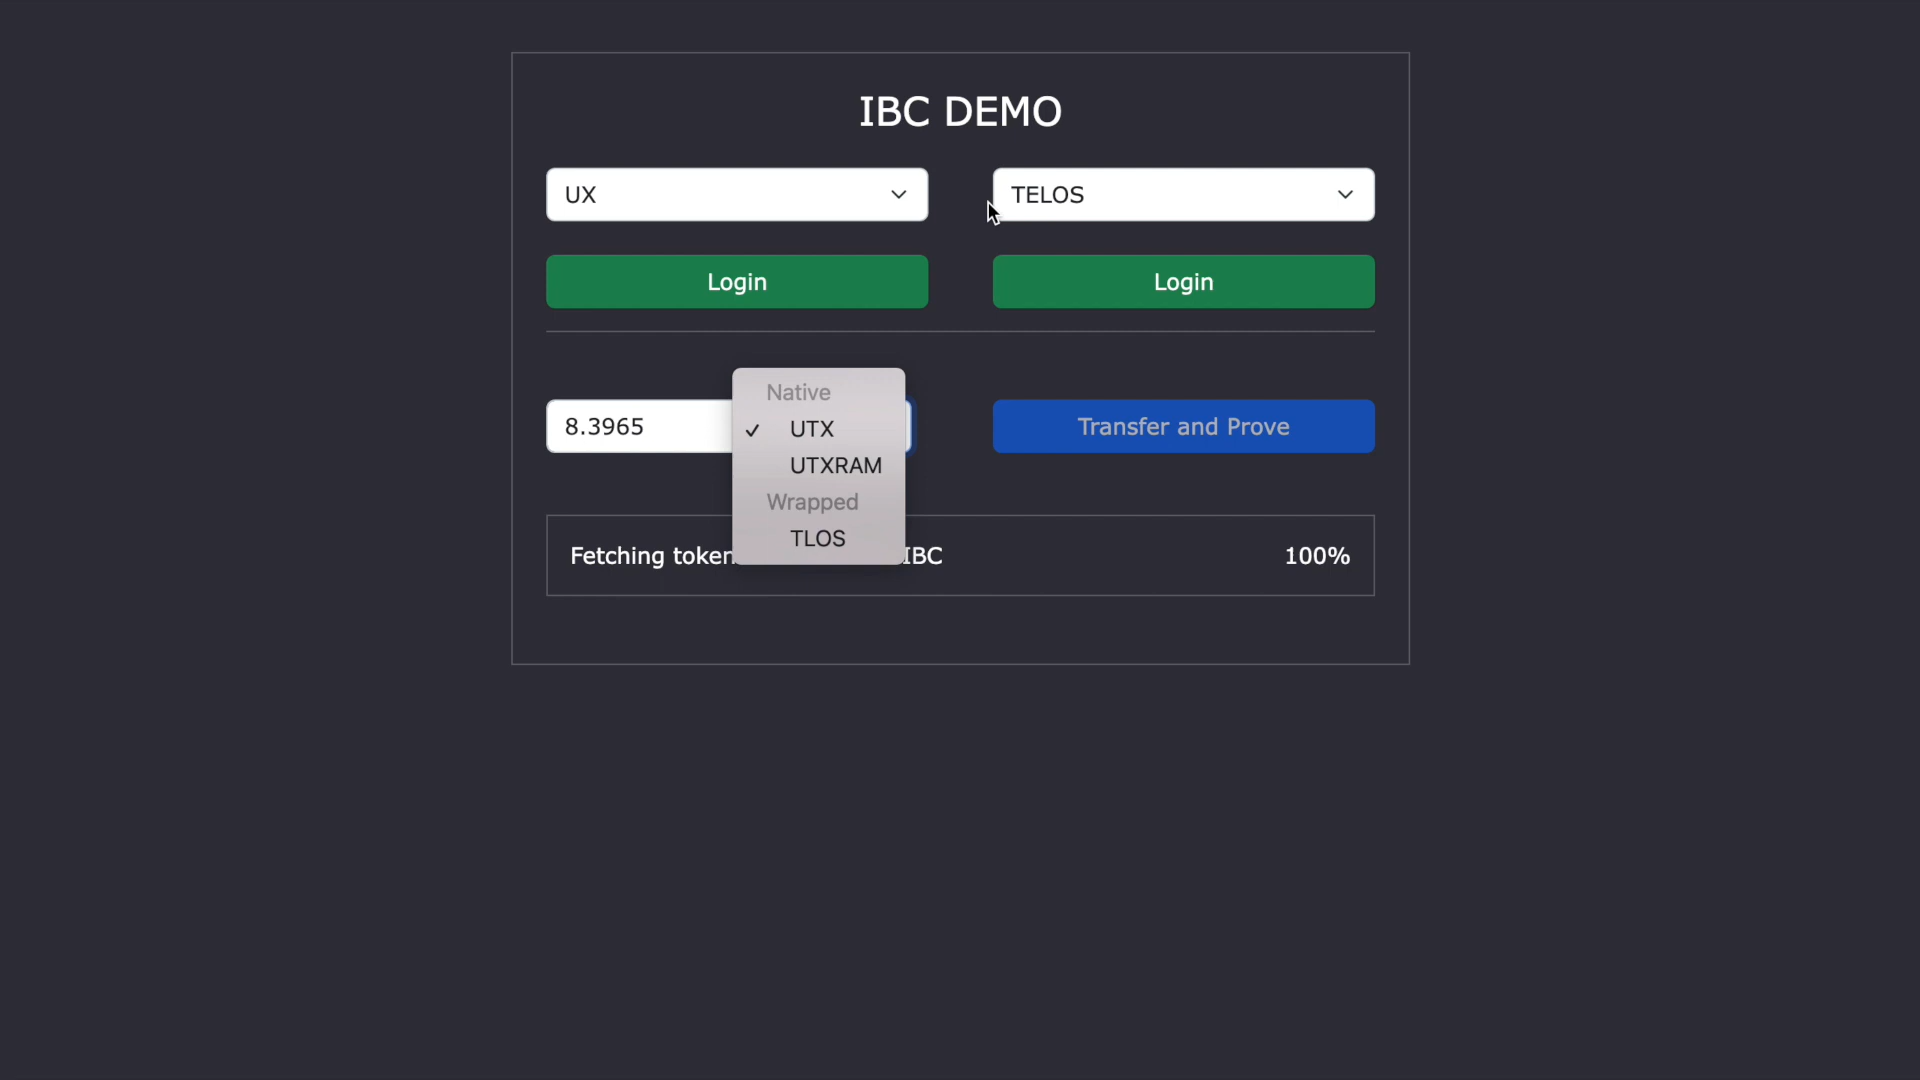 IBC DEMO
UX
TELOS
Login
Login
8.3965
Native
✓ UTX
UTXRAM
Wrapped
TLOS
Transfer and Prove
Fetching IBC
100%